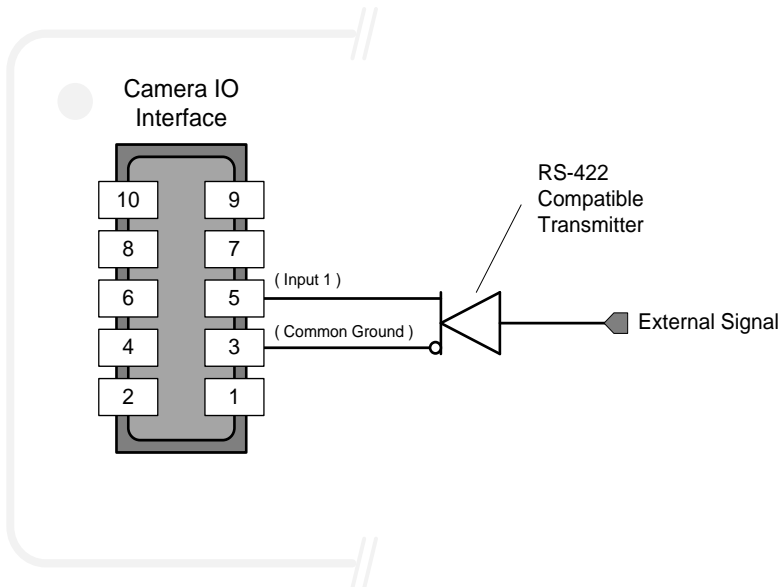 Camera IO
Interface
RS-422
Compatible
Transmitter
10
9
8
7
6
5
4
3
2
1
( Input 1 )
( Common Ground )
External Signal